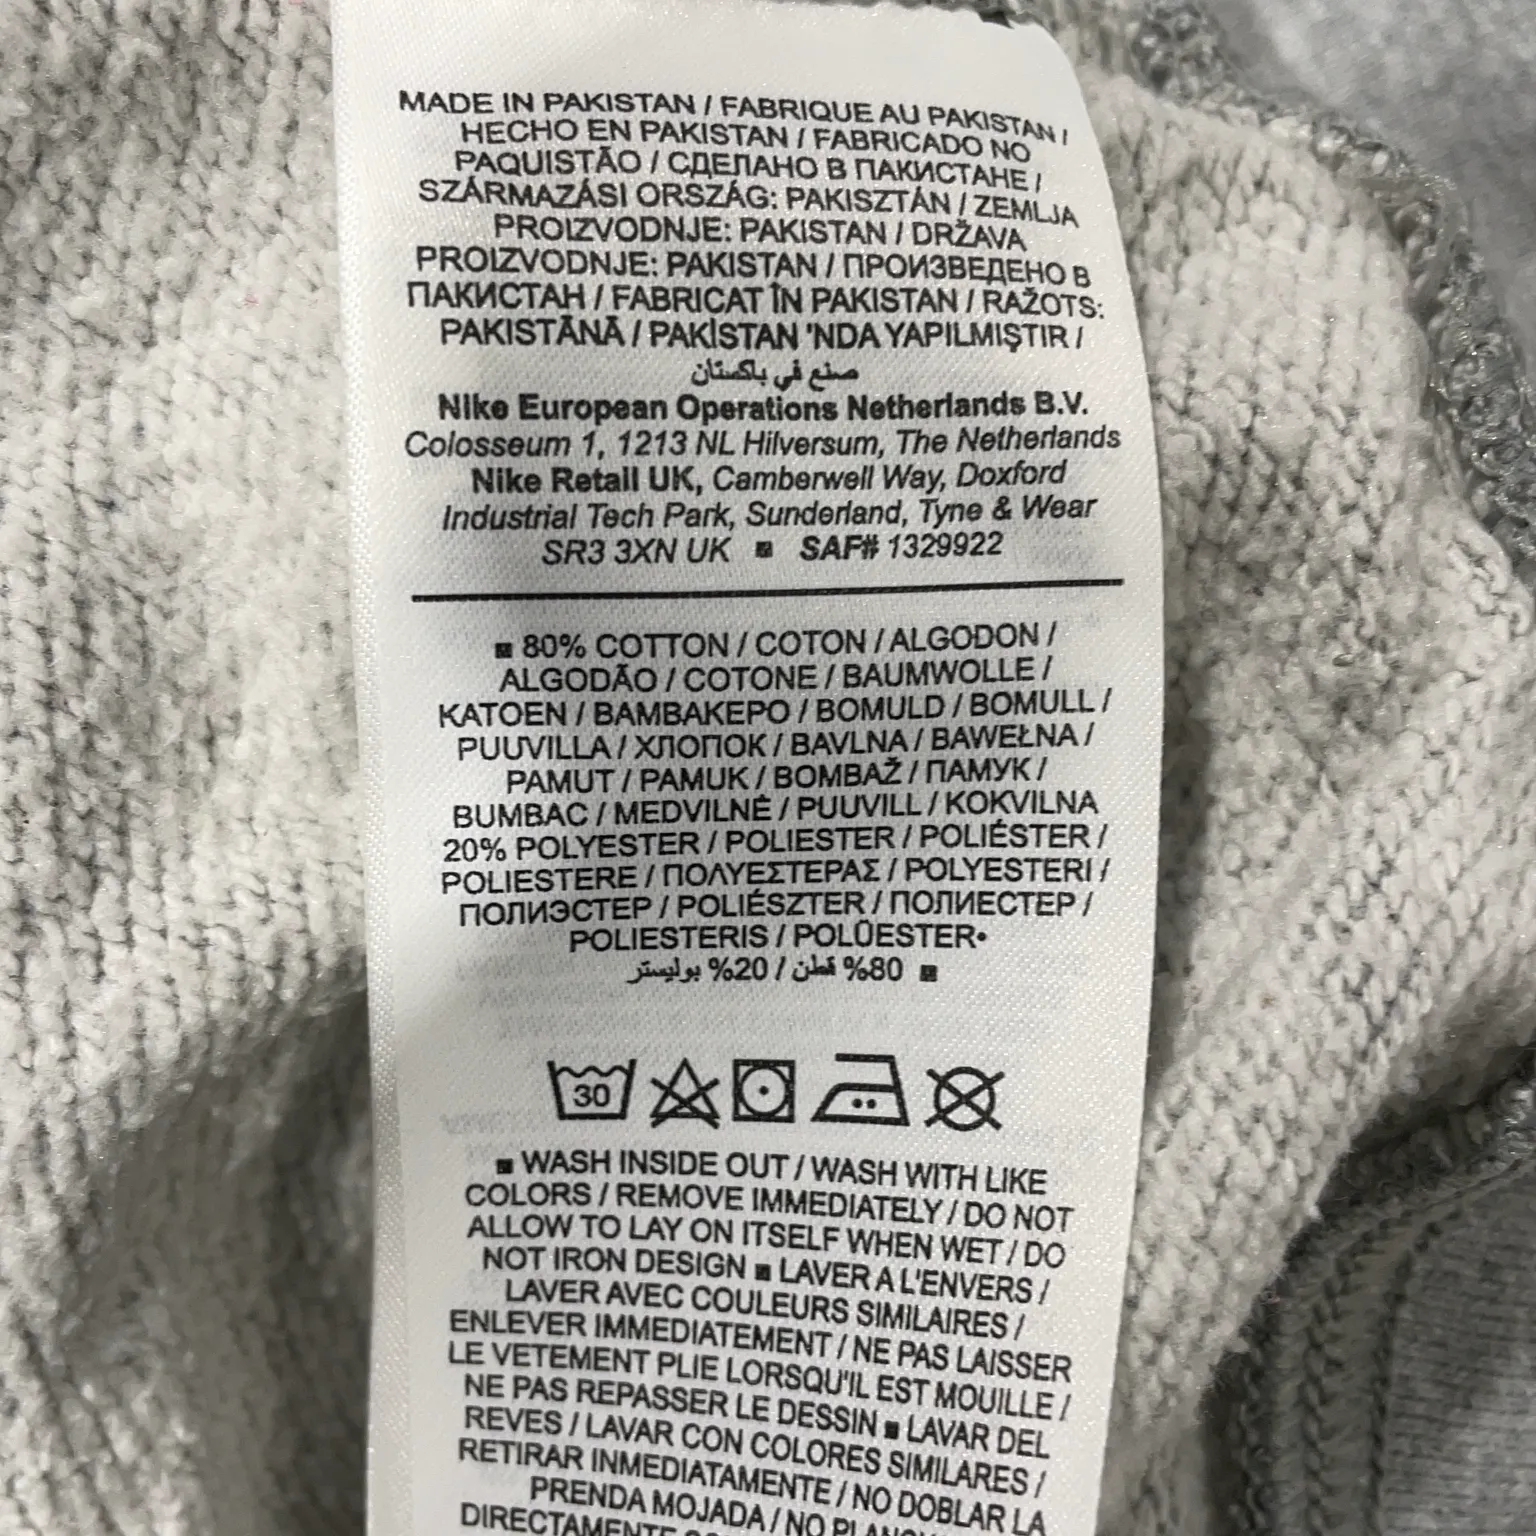 MADE IN PAKISTAN / FABRIQUE AU PAKISTAN /
HECHO EN PAKISTAN / FABRICADO NO
PAQUISTÃO / СДЕЛАНО В ПАКИСТАНЕ /
SZÁRMAZÁSI ORSZÁG: PAKISZTÁN / ZEMLJA
PROIZVODNJE: PAKISTAN / DRŽAVA
PROIZVODNJE: PAKISTAN / ПРОИЗВЕДЕНО В
ПАКИСТАН / FABRICAT ÎN PAKISTAN / RAŽOTS:
PAKISTĀNĀ / PAKİSTAN 'NDA YAPILMIŞTIR /
صنع في باكستان
Nike European Operations Netherlands B.V.
Colosseum 1, 1213 NL Hilversum, The Netherlands
Nike Retail UK, Camberwell Way, Doxford
Industrial Tech Park, Sunderland, Tyne & Wear
SR3 3XN UK ▪ SAF# 1329922
▪ 80% COTTON / COTON / ALGODON /
ALGODÃO / COTONE / BAUMWOLLE /
KATOEN / ΒΑΜΒΑΚΕΡΟ / BOMULD / BOMULL /
PUUVILLA / ХЛОПОК / BAVLNA / BAWEŁNA /
PAMUT / PAMUK / BOMBAŽ / ПАМУК /
BUMBAC / MEDVILNĖ / PUUVILL / KOKVILNA
20% POLYESTER / POLIESTER / POLIÉSTER /
POLIESTERE / ΠΟΛΥΕΣΤΕΡΑΣ / POLYESTERI /
ПОЛИЭСТЕР / POLIÉSZTER / ПОЛИЕСТЕР /
POLIESTERIS / POLÜESTER•
▪ 80% قطن / 20% بوليستر
30
▪ WASH INSIDE OUT / WASH WITH LIKE
COLORS / REMOVE IMMEDIATELY / DO NOT
ALLOW TO LAY ON ITSELF WHEN WET / DO
NOT IRON DESIGN ▪ LAVER A L'ENVERS /
LAVER AVEC COULEURS SIMILAIRES /
ENLEVER IMMEDIATEMENT / NE PAS LAISSER
LE VETEMENT PLIE LORSQU'IL EST MOUILLE /
NE PAS REPASSER LE DESSIN ▪ LAVAR DEL
REVES / LAVAR CON COLORES SIMILARES /
RETIRAR INMEDIATAMENTE / NO DOBLAR LA
PRENDA MOJADA / NO
DIRECTAMENTE